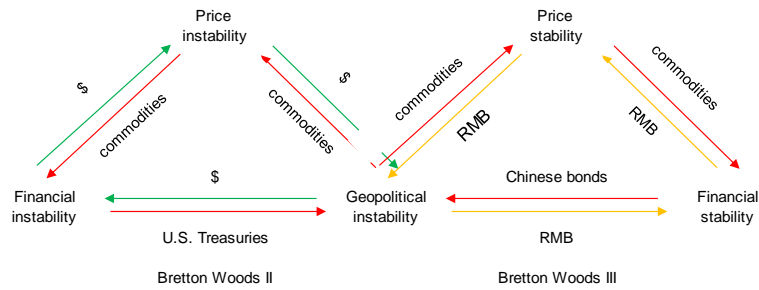 Price
instability
Price
stability
$
commodities
$
commodities
commodities
RMB
commodities
RMB
Financial
instability
$
U.S. Treasuries
Geopolitical
instability
Chinese bonds
RMB
Financial
stability
Bretton Woods II
Bretton Woods III